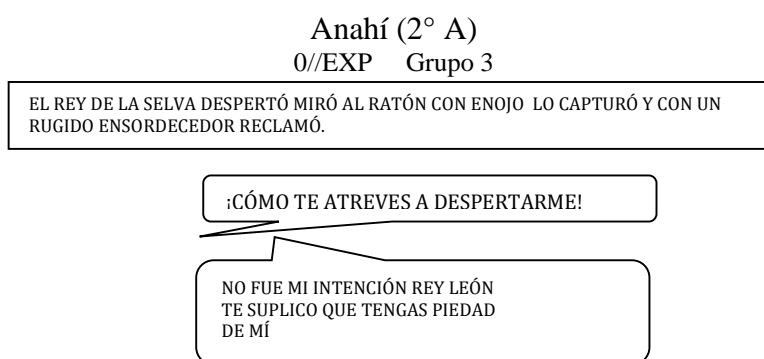 Anahí (2° A)
0//EXP Grupo 3
EL REY DE LA SELVA DESPERTÓ MIRÓ AL RATÓN CON ENOJO LO CAPTURÓ Y CON UN
RUGIDO ENSORDECEDOR RECLAMÓ.
¡CÓMO TE ATREVES A DESPERTARME!
NO FUE MI INTENCIÓN REY LEÓN
TE SUPLICO QUE TENGAS PIEDAD
DE MÍ